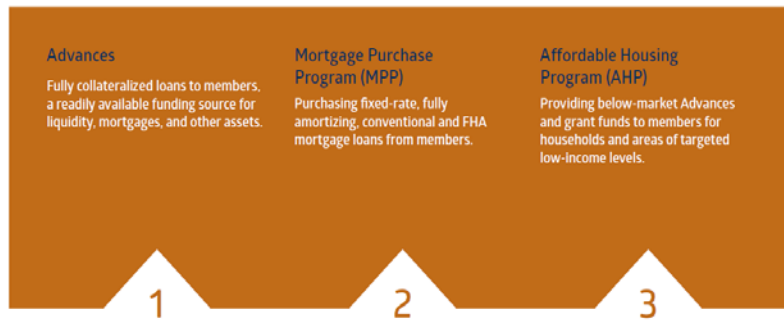 Advances
Fully collateralized loans to members,
a readily available funding source for
liquidity, mortgages, and other assets.
Mortgage Purchase
Program (MPP)
Purchasing fixed-rate, fully
amortizing, conventional and FHA
mortgage loans from members.
Affordable Housing
Program (AHP)
Providing below-market Advances
and grant funds to members for
households and areas of targeted
low-income levels.
1
2
3